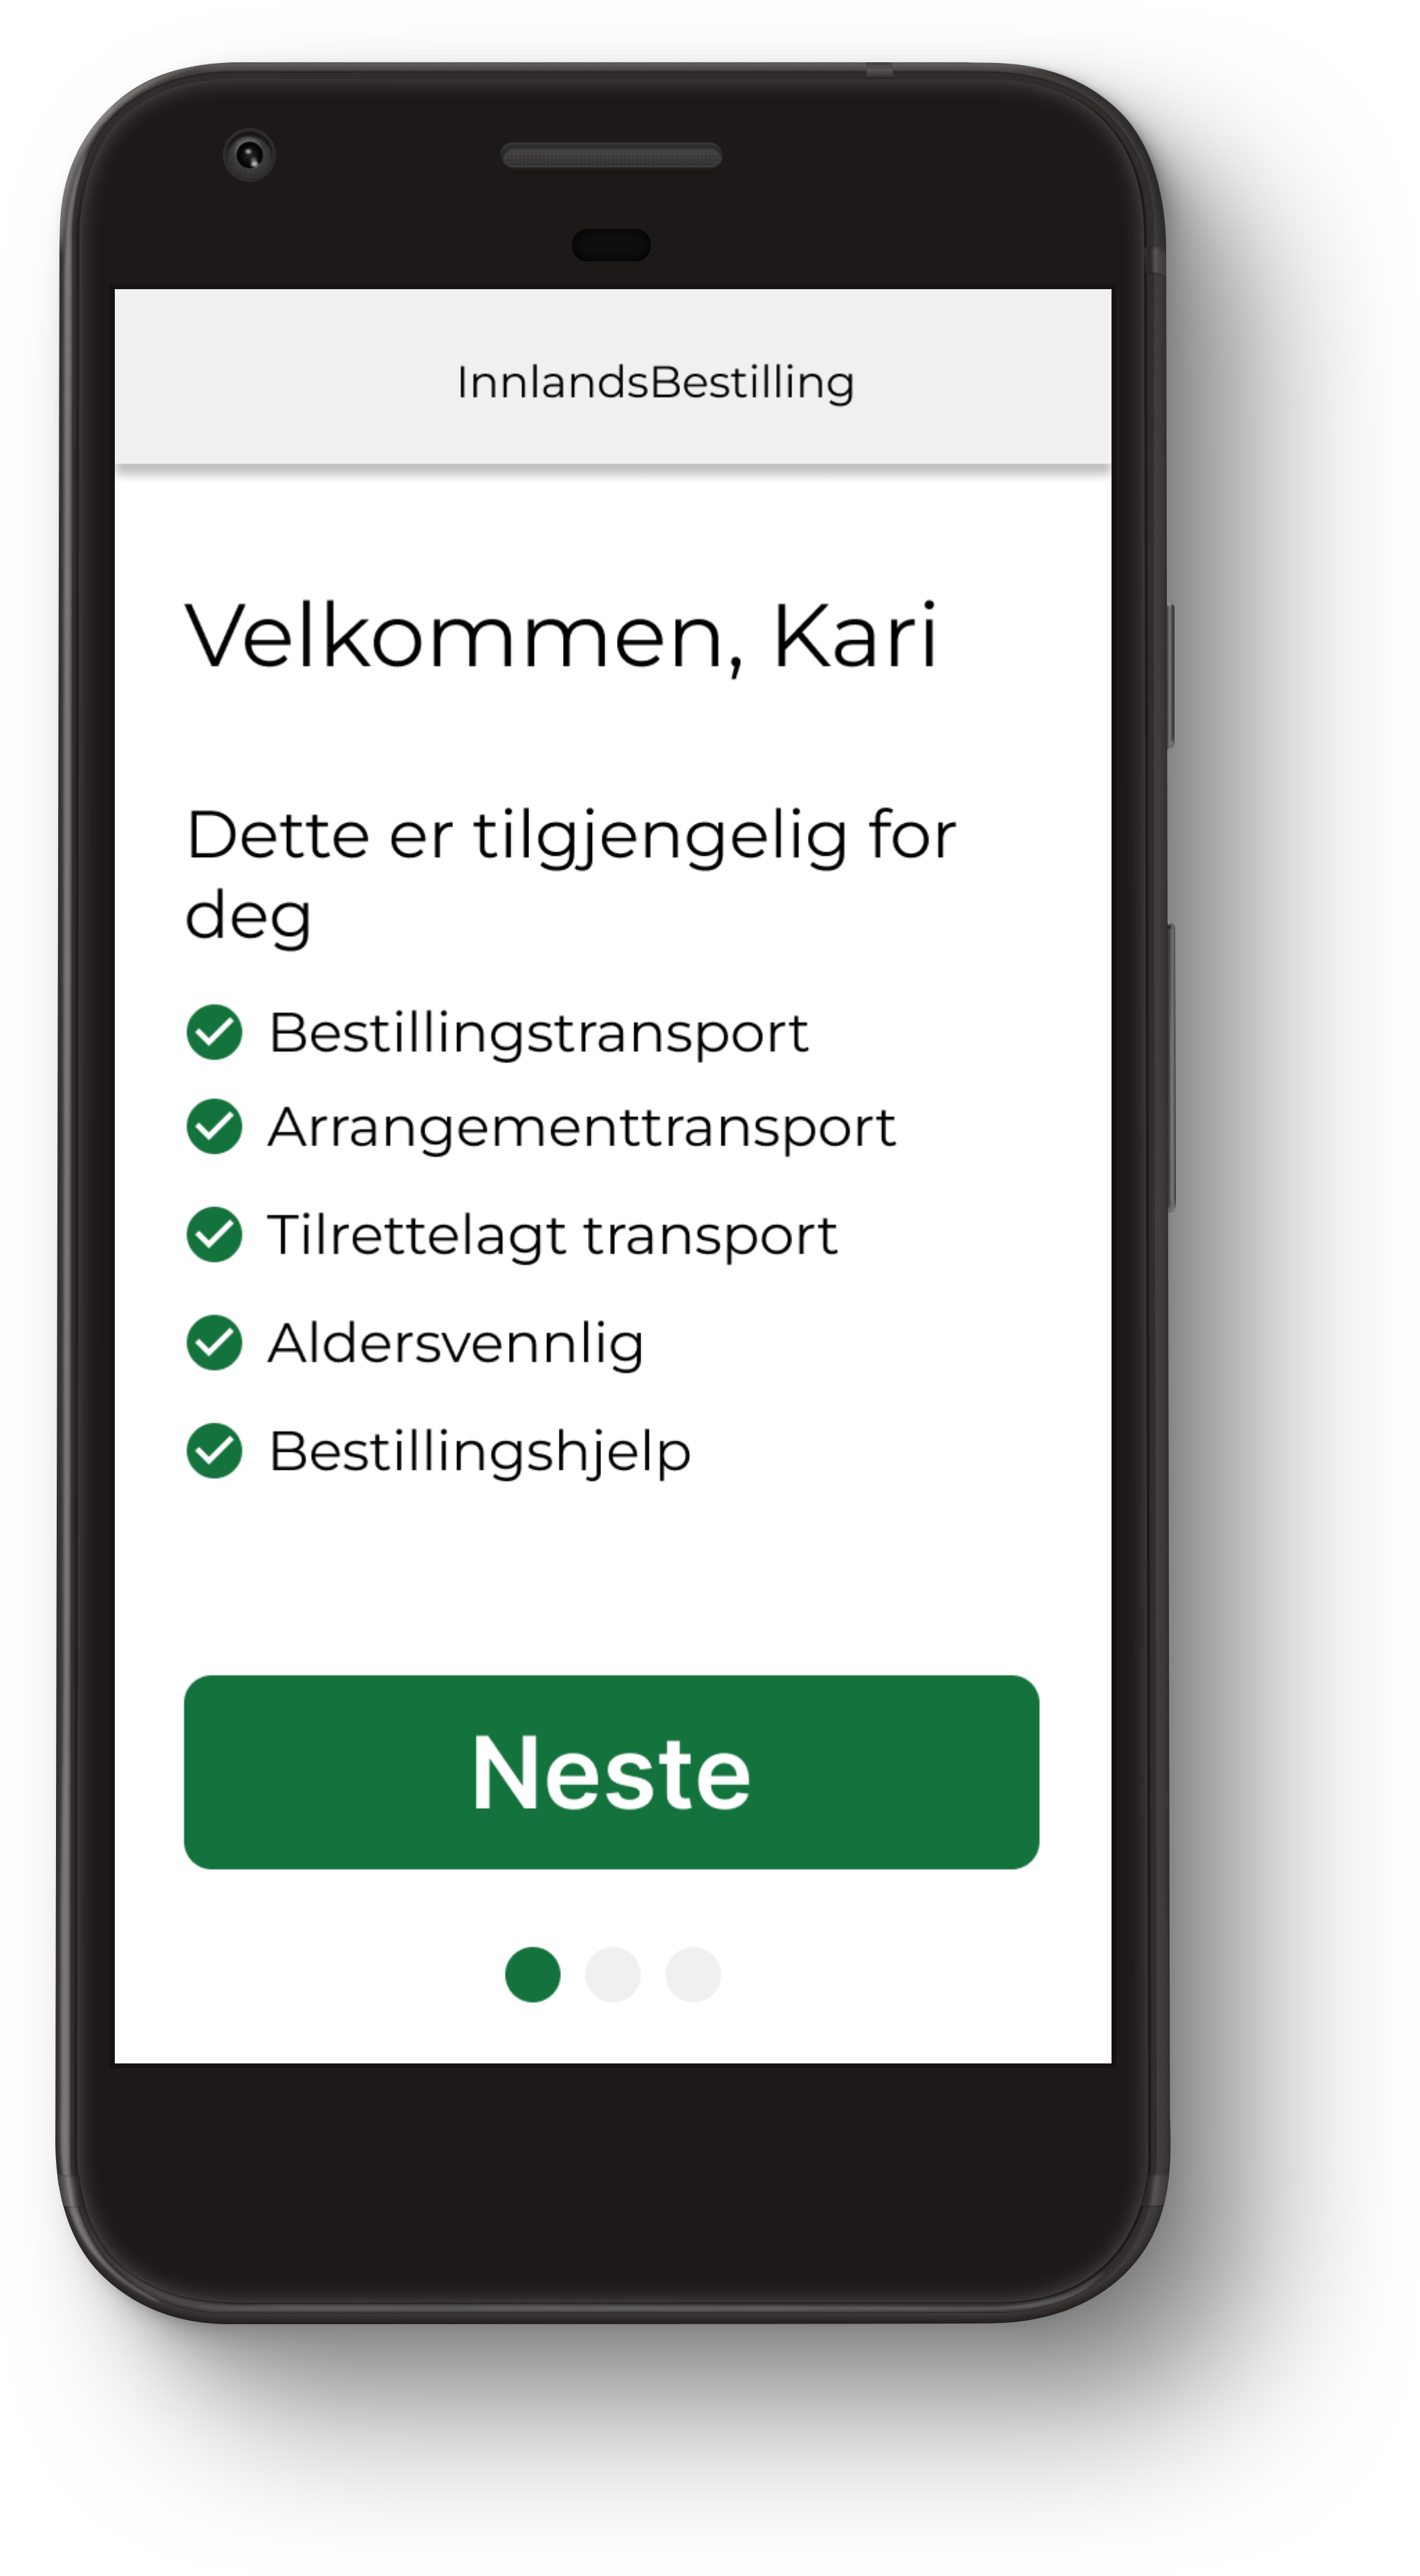 InnlandsBestilling
Velkommen, Kari
Dette er tilgjengelig for
deg
Bestillingstransport
Arrangementtransport
Tilrettelagt transport
Aldersvennlig
Bestillingshjelp
Neste